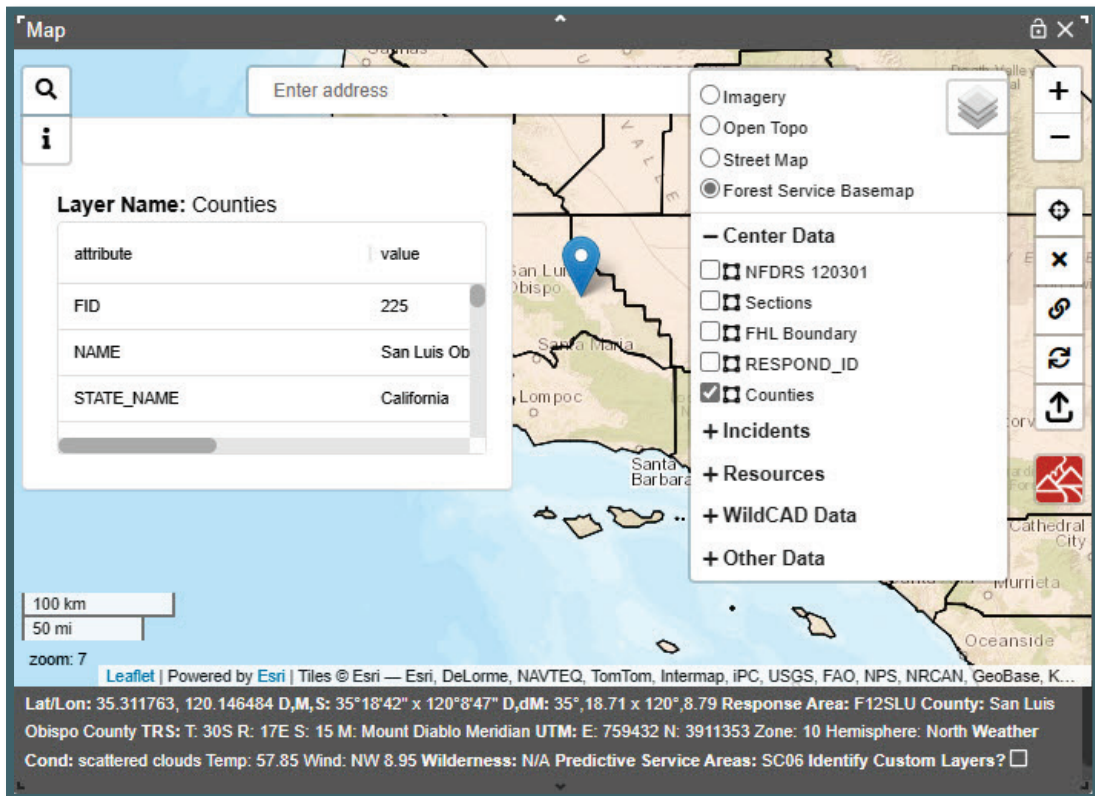 Map
Enter address
Imagery
Open Topo
Street Map
Forest Service Basemap
Center Data
NFDRS 120301
Sections
FHL Boundary
RESPOND_ID
Counties
Incidents
Resources
WildCAD Data
Other Data
Layer Name: Counties
attribute value
FID 225
NAME San Luis Ob
STATE_NAME California
San Lui
Obispo
Santa Maria
Lompoc
Santa
Barbara
Cathedral
City
Murrieta
Oceanside
100 km
50 mi
zoom: 7
Leaflet | Powered by Esri | Tiles © Esri — Esri, DeLorme, NAVTEQ, TomTom, Intermap, iPC, USGS, FAO, NPS, NRCAN, GeoBase, K...
Lat/Lon: 35.311763, 120.146484 D,M,S: 35°18'42" x 120°8'47" D,dM: 35°,18.71 x 120°,8.79 Response Area: F12SLU County: San Luis
Obispo County TRS: T: 30S R: 17E S: 15 M: Mount Diablo Meridian UTM: E: 759432 N: 3911353 Zone: 10 Hemisphere: North Weather
Cond: scattered clouds Temp: 57.85 Wind: NW 8.95 Wilderness: N/A Predictive Service Areas: SC06 Identify Custom Layers?